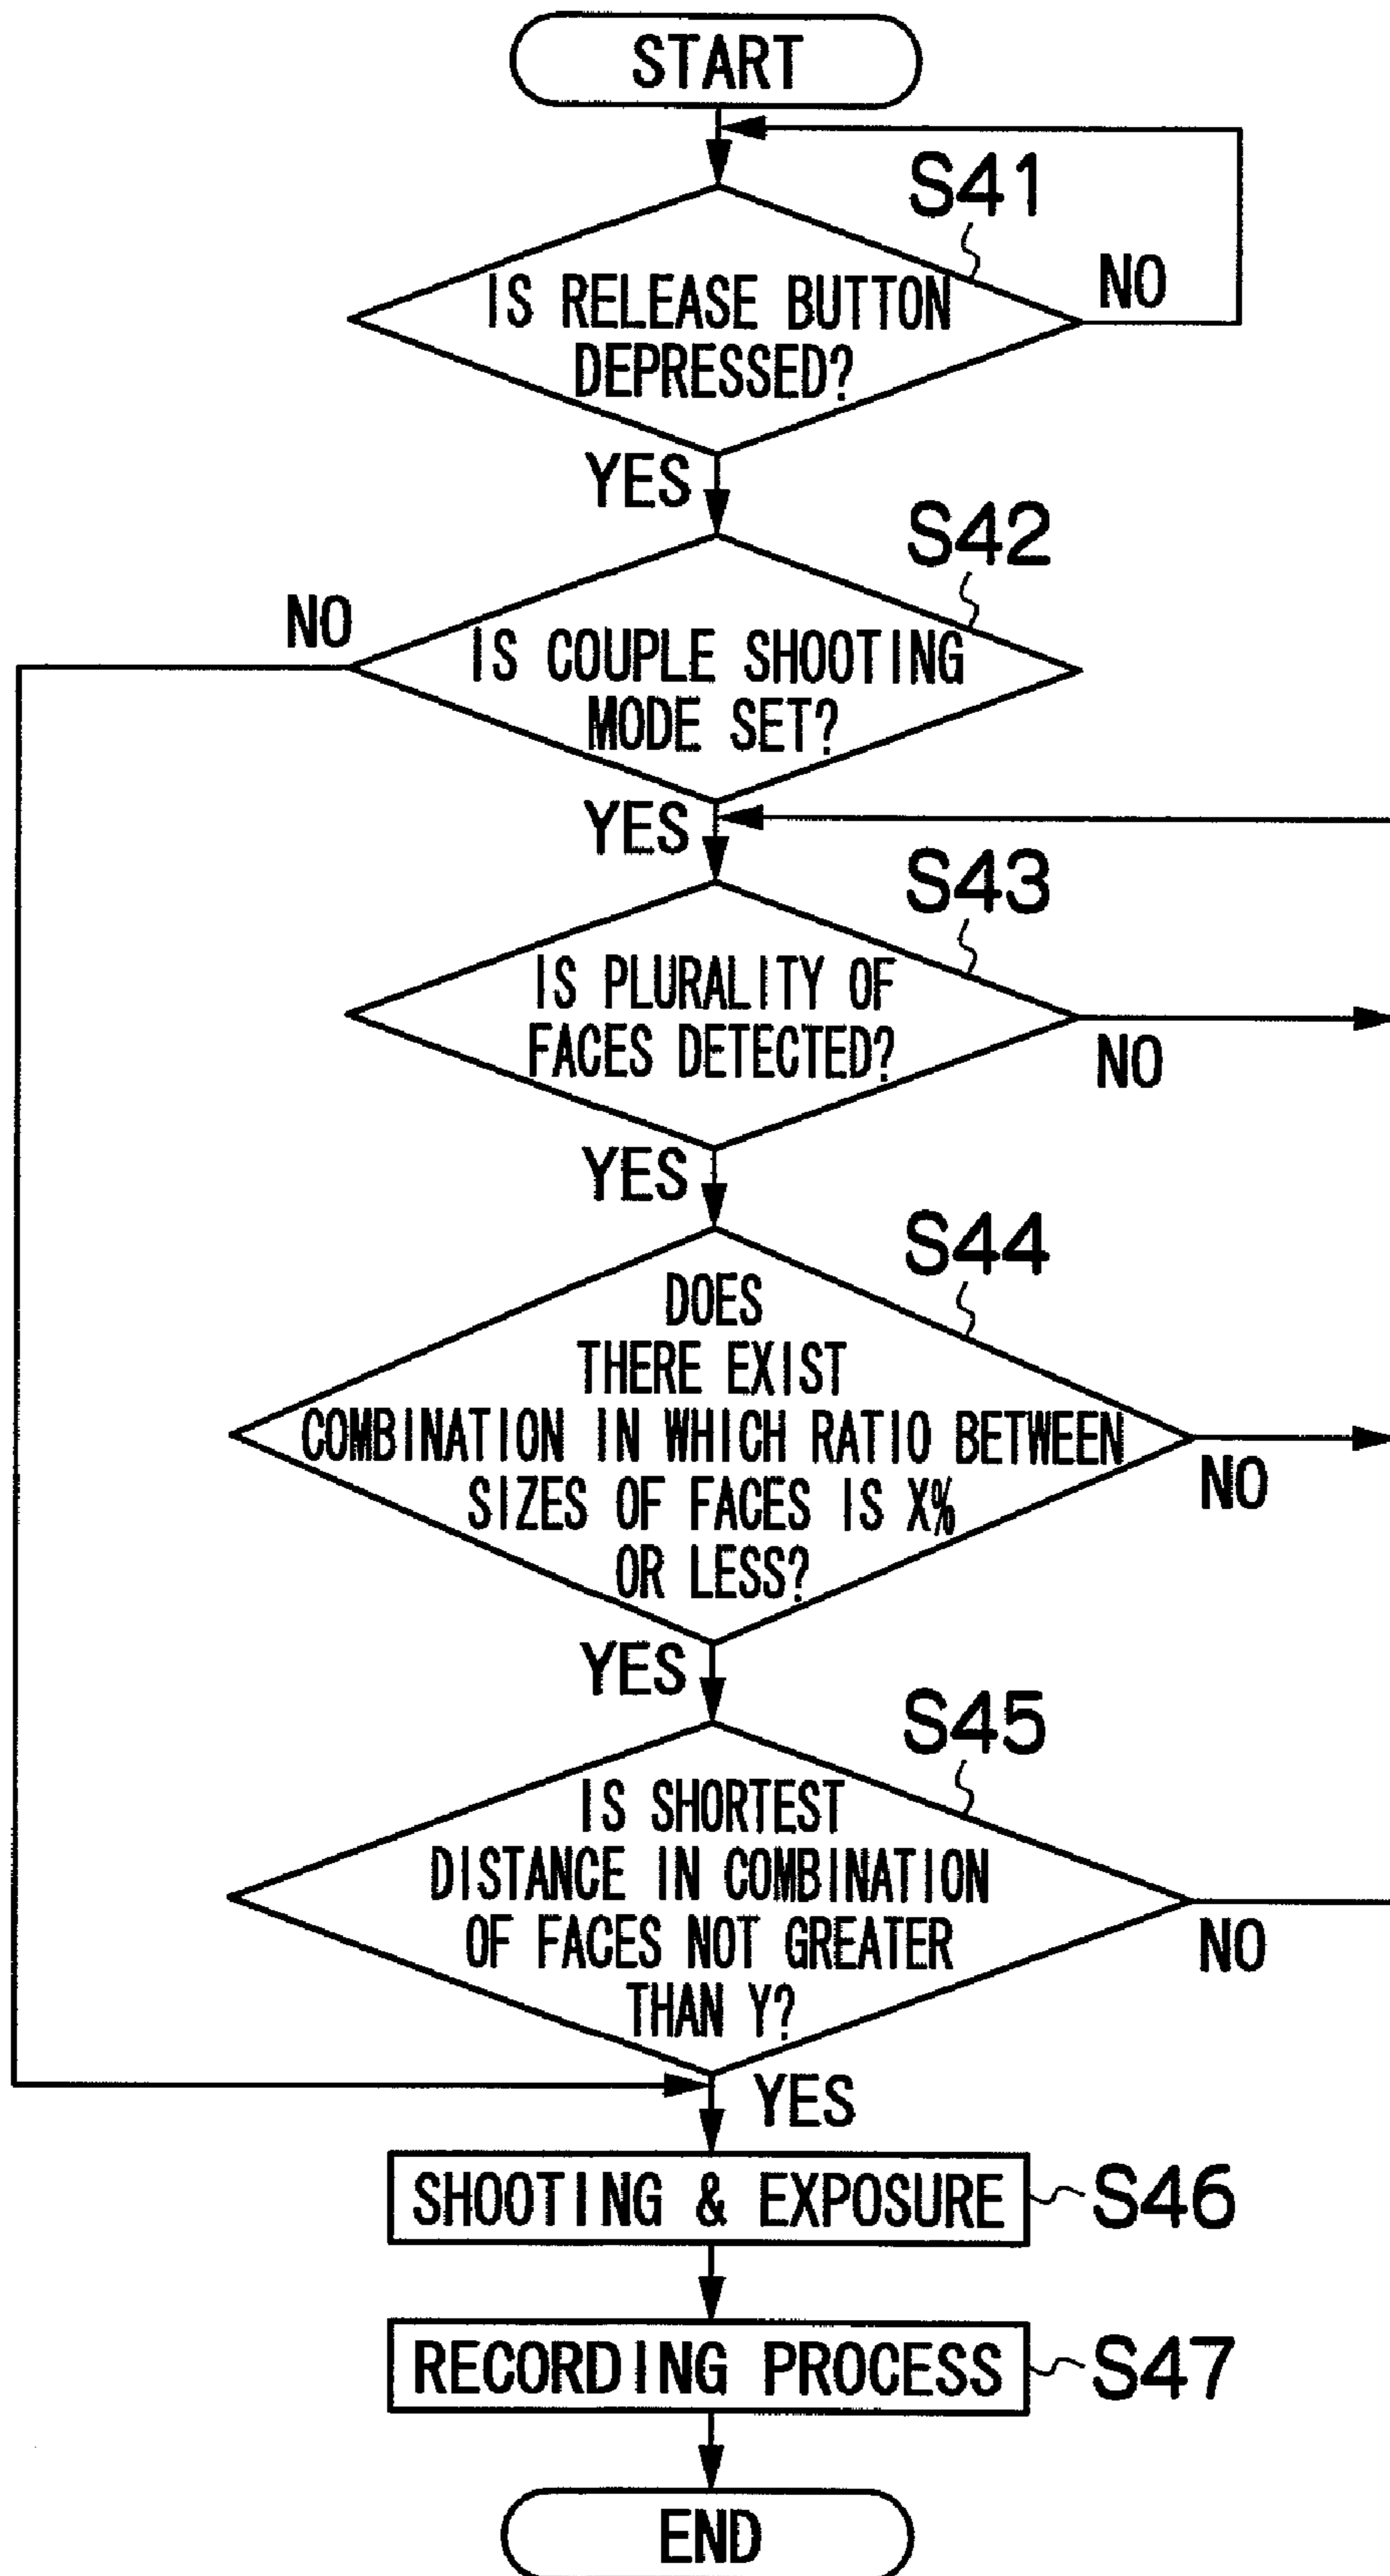 START
S41
IS RELEASE BUTTON
DEPRESSED?
NO
YES
S42
NO
IS COUPLE SHOOTING
MODE SET?
YES
S43
IS PLURALITY OF
FACES DETECTED?
NO
YES
S44
DOES
THERE EXIST
COMBINATION IN WHICH RATIO BETWEEN
SIZES OF FACES IS X%
OR LESS?
NO
YES
S45
IS SHORTEST
DISTANCE IN COMBINATION
OF FACES NOT GREATER
THAN Y?
NO
YES
SHOOTING & EXPOSURE
S46
RECORDING PROCESS
S47
END